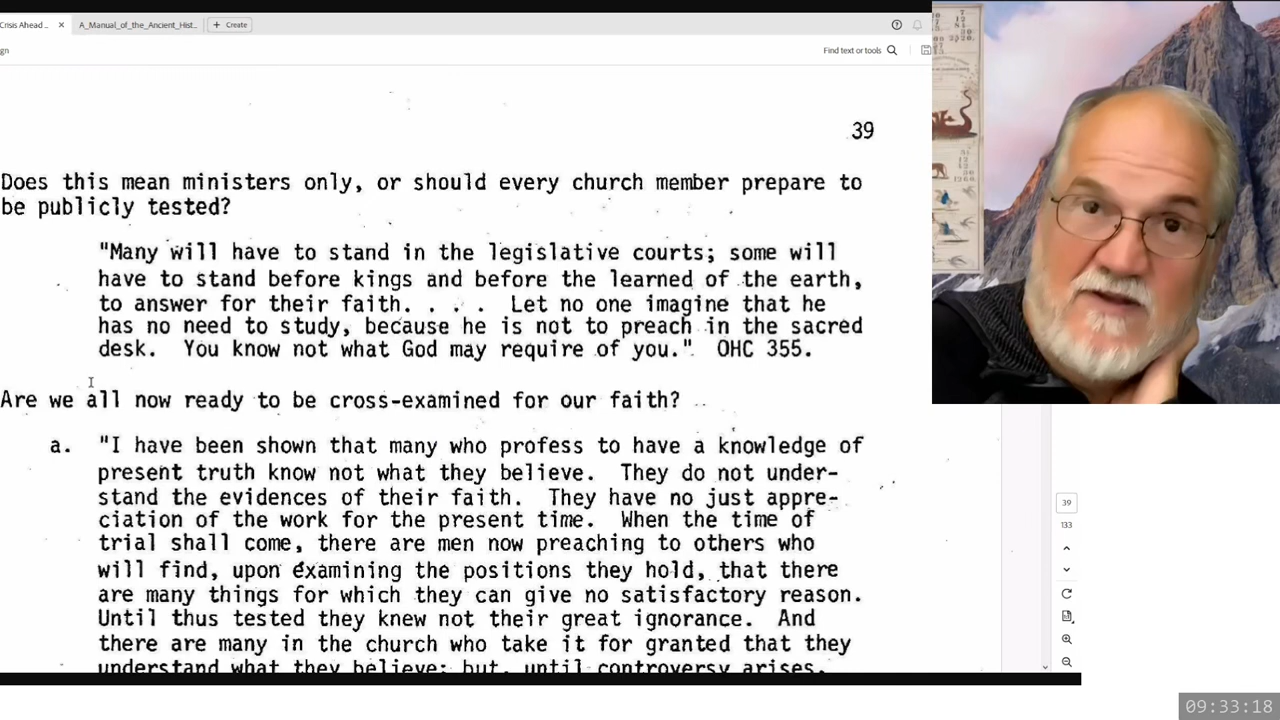 Crisis Ahead ..
A_Manual_of_the_Ancient_Hist...
+ Create
gn
Find text or tools
39
Does this mean ministers only, or should every church member prepare to
be publicly tested?
"Many will have to stand in the legislative courts; some will
have to stand before kings and before the learned of the earth,
to answer for their faith. . . . Let no one imagine that he
has no need to study, because he is not to preach in the sacred
desk. You know not what God may require of you." OHC 355.
Are we all now ready to be cross-examined for our faith?
a. "I have been shown that many who profess to have a knowledge of
present truth know not what they believe. They do not under-
stand the evidences of their faith. They have no just appre-
ciation of the work for the present time. When the time of
trial shall come, there are men now preaching to others who
will find, upon examining the positions they hold, that there
are many things for which they can give no satisfactory reason.
Until thus tested they knew not their great ignorance. And
there are many in the church who take it for granted that they
understand what they believe; but, until controversy arises,
39
133
09:33:18